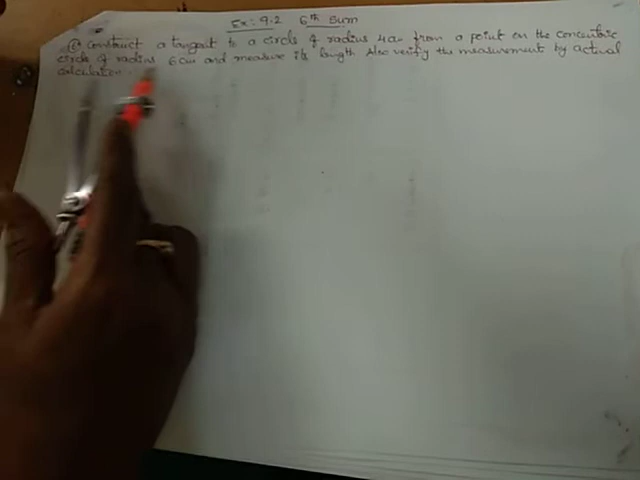 Ex: 9.2 6th sum
⑥ Construct a tangent to a circle of radius 4cm from a point on the concentric
circle of radius 6cm and measure its length Also verify the measurement by actual
calculation.